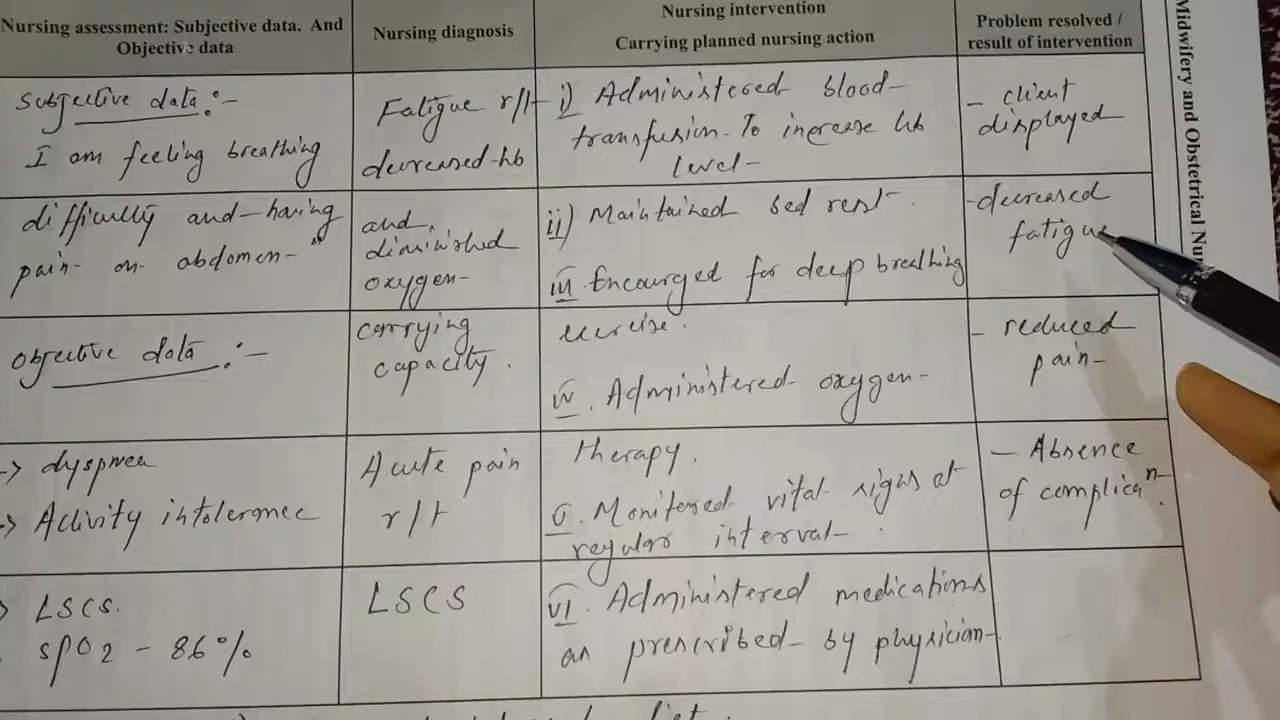 Nursing assessment: Subjective data. And
Objective data
Nursing diagnosis
Nursing intervention
Carrying planned nursing action
Problem resolved /
result of intervention
Subjective data :-
I am feeling breathing
difficulty and having
pain on abdomen "
Objective data :-
-> dyspnea
-> Activity intolerance
LSCS.
SPO2 - 86%
Fatigue r/t
decreased hb
and
diminished
oxygen
carrying
capacity.
Acute pain
r/t
LSCS
i) Administered blood
transfusion. To increase hb
level
ii) Maintained bed rest.
iii Encourged for deep breathing
exercise.
iv. Administered oxygen
therapy.
v. Monitered vital signs at
regular interval.
vi. Administered medications
as prescribed by physician
- client
displayed
- decreased
fatigue
- reduced
pain
- Absence
of complican.
Midwifery and Obstetrical Nur